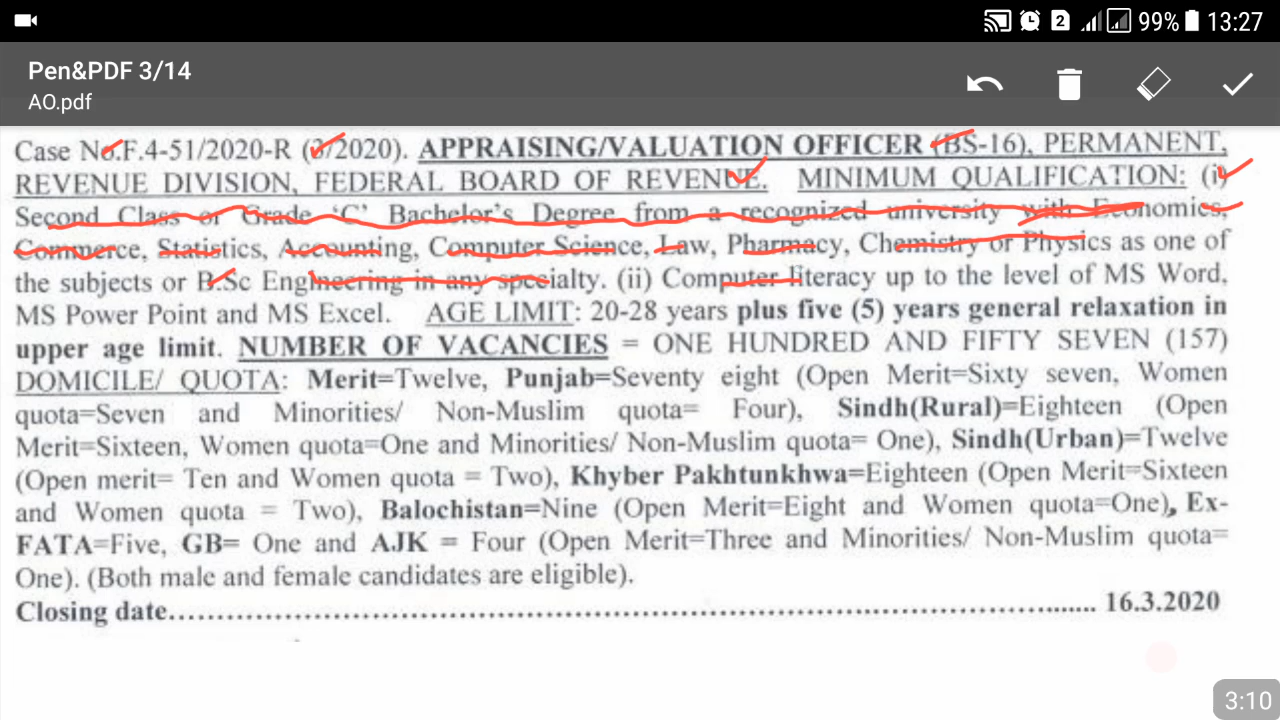 2 99% 13:27
Pen&PDF 3/14
AO.pdf
Case No.F.4-51/2020-R (3/2020). APPRAISING/VALUATION OFFICER (BS-16), PERMANENT,
REVENUE DIVISION, FEDERAL BOARD OF REVENUE. MINIMUM QUALIFICATION: (i)
Second Class or Grade ‘C’ Bachelor’s Degree from a recognized university with Economics,
Commerce, Statistics, Accounting, Computer Science, Law, Pharmacy, Chemistry or Physics as one of
the subjects or B.Sc Engineering in any specialty. (ii) Computer literacy up to the level of MS Word,
MS Power Point and MS Excel. AGE LIMIT: 20-28 years plus five (5) years general relaxation in
upper age limit. NUMBER OF VACANCIES = ONE HUNDRED AND FIFTY SEVEN (157)
DOMICILE/ QUOTA: Merit=Twelve, Punjab=Seventy eight (Open Merit=Sixty seven, Women
quota=Seven and Minorities/ Non-Muslim quota= Four), Sindh(Rural)=Eighteen (Open
Merit=Sixteen, Women quota=One and Minorities/ Non-Muslim quota= One), Sindh(Urban)=Twelve
(Open merit= Ten and Women quota = Two), Khyber Pakhtunkhwa=Eighteen (Open Merit=Sixteen
and Women quota = Two), Balochistan=Nine (Open Merit=Eight and Women quota=One), Ex-
FATA=Five, GB= One and AJK = Four (Open Merit=Three and Minorities/ Non-Muslim quota=
One). (Both male and female candidates are eligible).
Closing date........................................................................ 16.3.2020
3:10